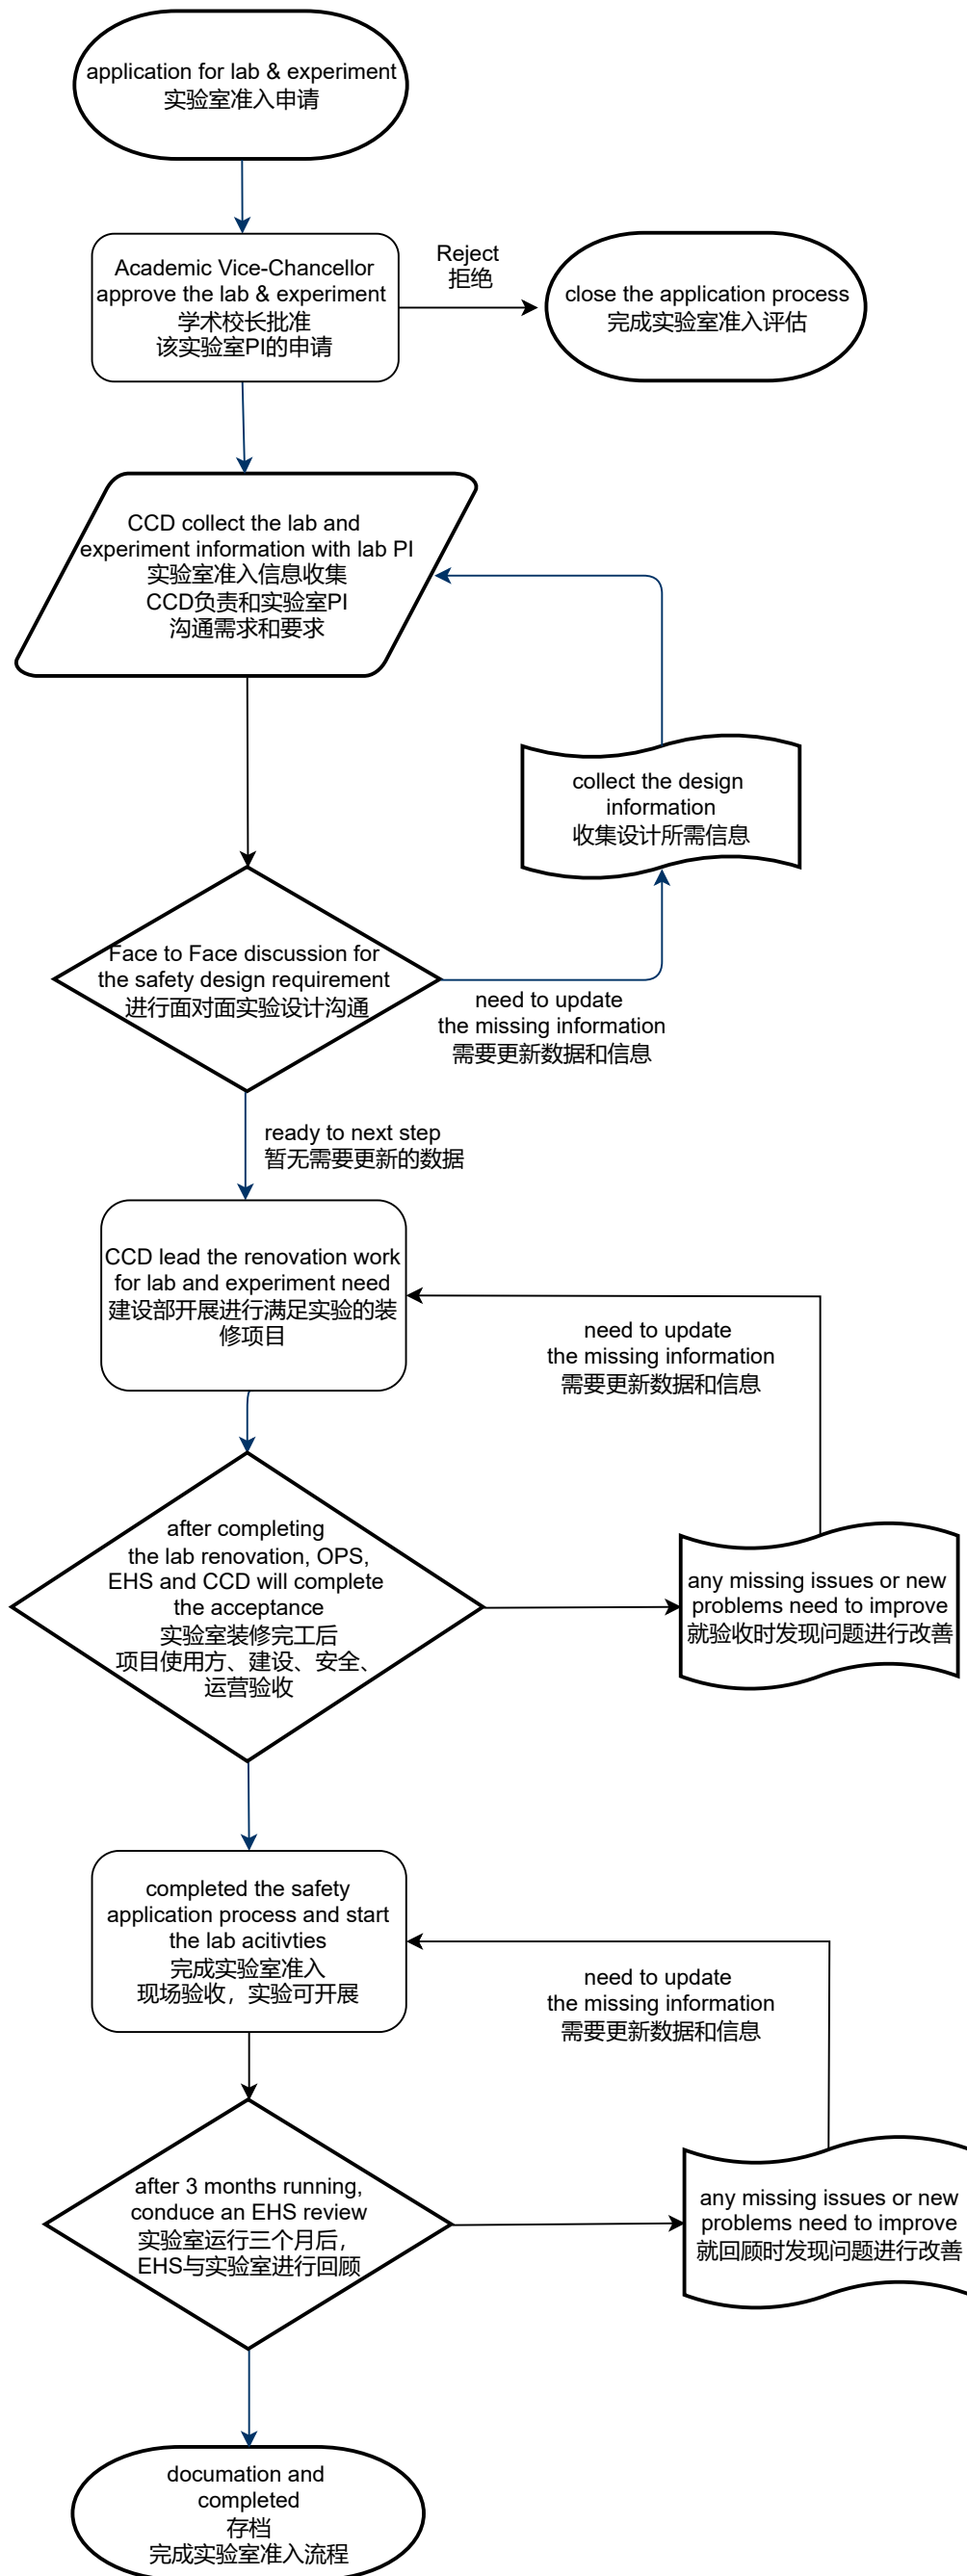 application for lab & experiment
实验室准入申请
Academic Vice-Chancellor
approve the lab & experiment
学术校长批准
该实验室PI的申请
Reject
拒绝
close the application process
完成实验室准入评估
CCD collect the lab and
experiment information with lab PI
实验室准入信息收集
CCD负责和实验室PI
沟通需求和要求
collect the design
information
收集设计所需信息
Face to Face discussion for
the safety design requirement
进行面对面实验设计沟通
need to update
the missing information
需要更新数据和信息
ready to next step
暂无需要更新的数据
CCD lead the renovation work
for lab and experiment need
建设部开展进行满足实验的装
修项目
need to update
the missing information
需要更新数据和信息
after completing
the lab renovation, OPS,
EHS and CCD will complete
the acceptance
实验室装修完工后
项目使用方、建设、安全、
运营验收
any missing issues or new
problems need to improve
就验收时发现问题进行改善
completed the safety
application process and start
the lab acitivties
完成实验室准入
现场验收，实验可开展
need to update
the missing information
需要更新数据和信息
after 3 months running,
conduce an EHS review
实验室运行三个月后，
EHS与实验室进行回顾
any missing issues or new
problems need to improve
就回顾时发现问题进行改善
documation and
completed
存档
完成实验室准入流程